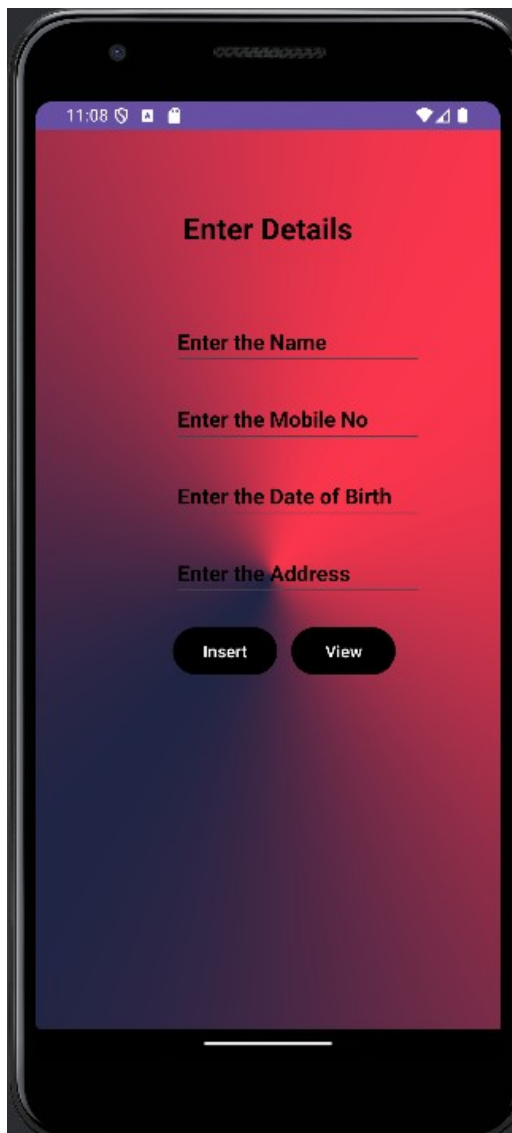 11:08
Enter Details
Enter the Name
Enter the Mobile No
Enter the Date of Birth
Enter the Address
Insert View